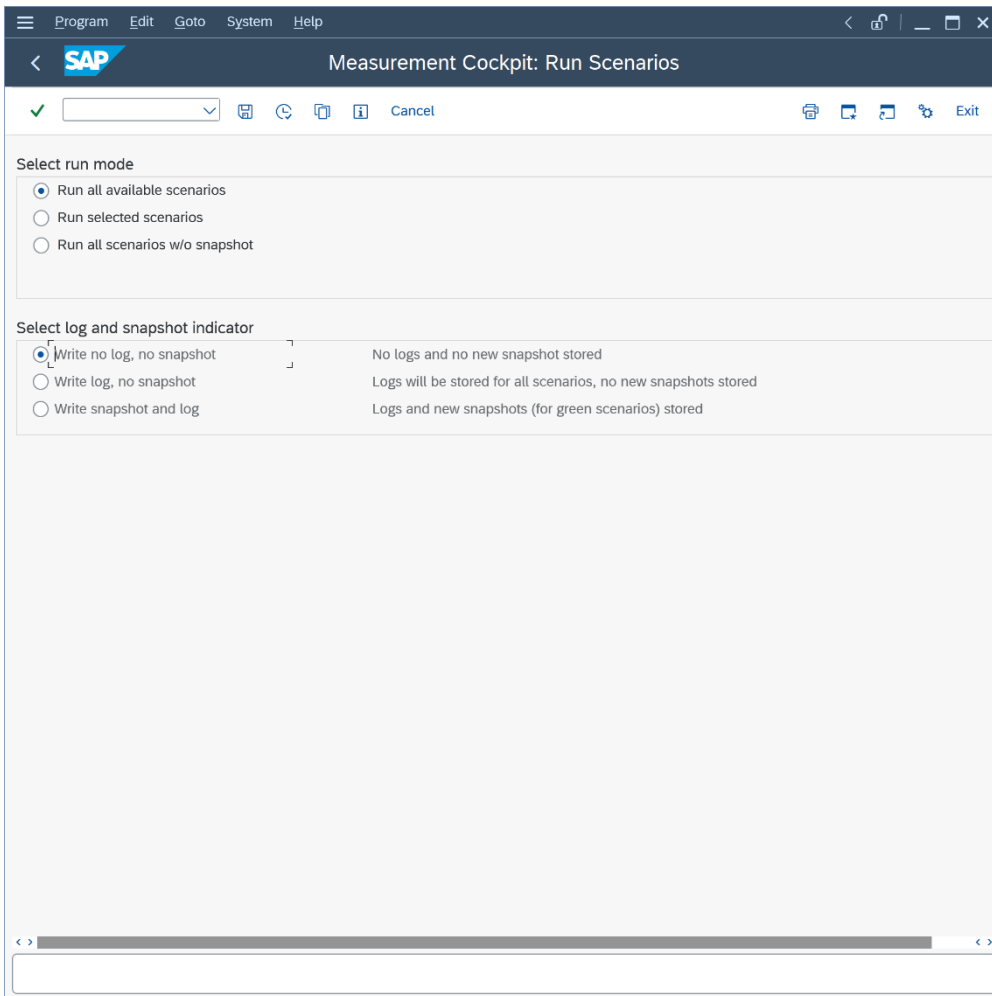 Program Edit Goto System Help
SAP Measurement Cockpit: Run Scenarios
Cancel Exit
Select run mode
Run all available scenarios
Run selected scenarios
Run all scenarios w/o snapshot
Select log and snapshot indicator
Write no log, no snapshot No logs and no new snapshot stored
Write log, no snapshot Logs will be stored for all scenarios, no new snapshots stored
Write snapshot and log Logs and new snapshots (for green scenarios) stored